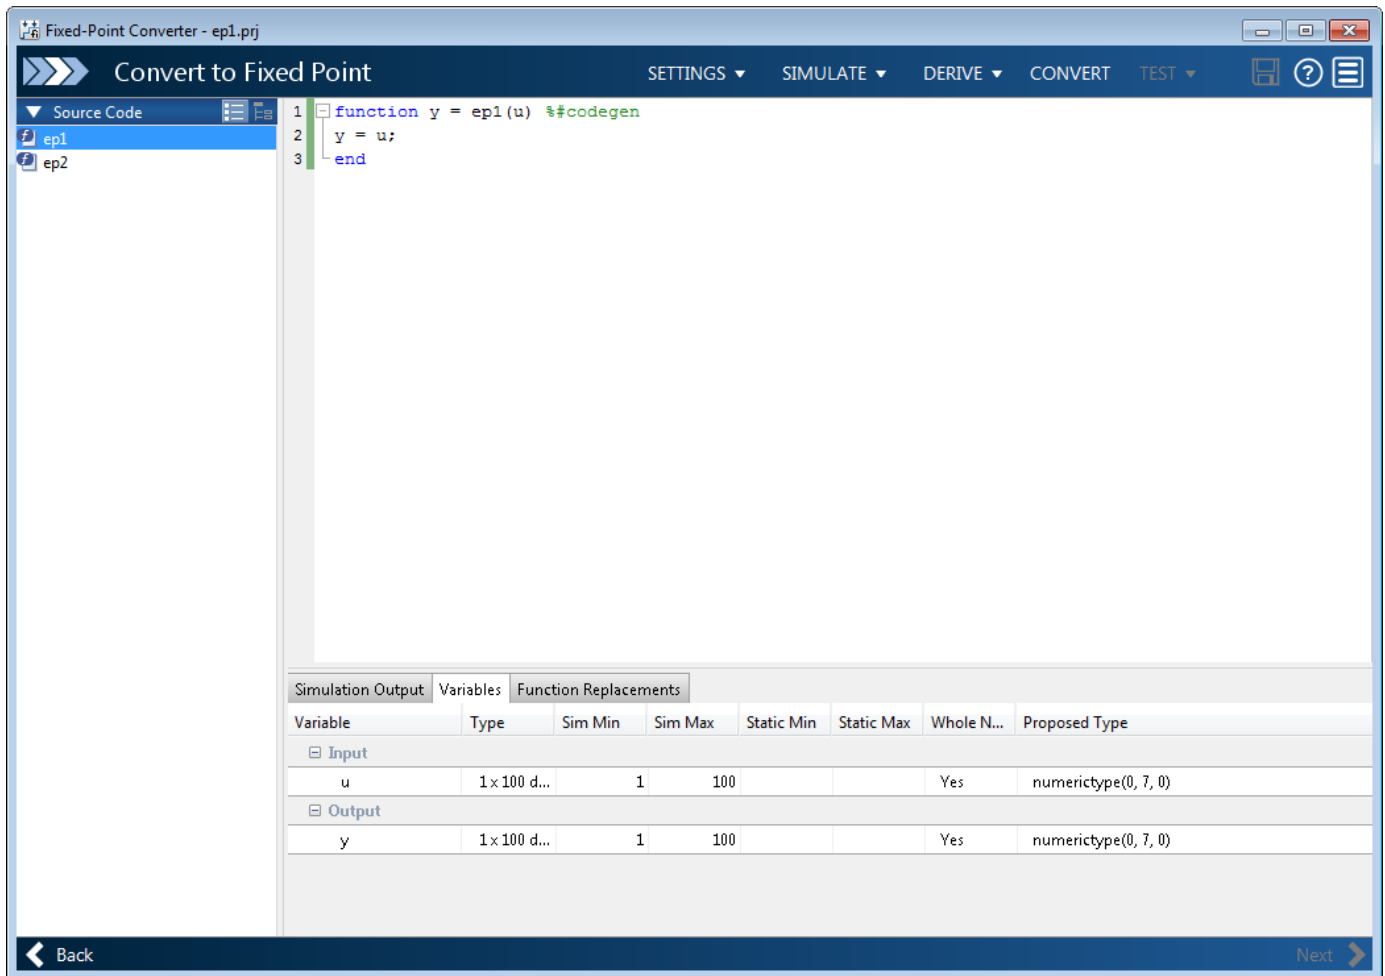 Fixed-Point Converter - ep1.prj
Convert to Fixed Point
SETTINGS SIMULATE DERIVE CONVERT TEST
Source Code
ep1
ep2
1 function y = ep1(u) %#codegen
2 y = u;
3 end
Simulation Output Variables Function Replacements
Variable Type Sim Min Sim Max Static Min Static Max Whole N... Proposed Type
Input
u 1 x 100 d... 1 100 Yes numerictype(0, 7, 0)
Output
y 1 x 100 d... 1 100 Yes numerictype(0, 7, 0)
Back Next